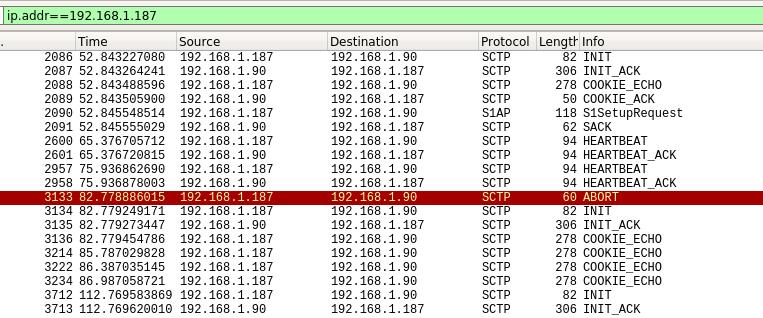 ip.addr==192.168.1.187
. Time Source Destination Protocol Length Info
2086 52.843227080 192.168.1.187 192.168.1.90 SCTP 82 INIT
2087 52.843264241 192.168.1.90 192.168.1.187 SCTP 306 INIT_ACK
2088 52.843488596 192.168.1.187 192.168.1.90 SCTP 278 COOKIE_ECHO
2089 52.843505900 192.168.1.90 192.168.1.187 SCTP 50 COOKIE_ACK
2090 52.845548514 192.168.1.187 192.168.1.90 S1AP 118 S1SetupRequest
2091 52.845555029 192.168.1.90 192.168.1.187 SCTP 62 SACK
2600 65.376705712 192.168.1.187 192.168.1.90 SCTP 94 HEARTBEAT
2601 65.376720815 192.168.1.90 192.168.1.187 SCTP 94 HEARTBEAT_ACK
2957 75.936862690 192.168.1.187 192.168.1.90 SCTP 94 HEARTBEAT
2958 75.936878003 192.168.1.90 192.168.1.187 SCTP 94 HEARTBEAT_ACK
3133 82.778886015 192.168.1.187 192.168.1.90 SCTP 60 ABORT
3134 82.779249171 192.168.1.187 192.168.1.90 SCTP 82 INIT
3135 82.779273447 192.168.1.90 192.168.1.187 SCTP 306 INIT_ACK
3136 82.779454786 192.168.1.187 192.168.1.90 SCTP 278 COOKIE_ECHO
3214 85.787029828 192.168.1.187 192.168.1.90 SCTP 278 COOKIE_ECHO
3222 86.387035145 192.168.1.187 192.168.1.90 SCTP 278 COOKIE_ECHO
3234 86.987058721 192.168.1.187 192.168.1.90 SCTP 278 COOKIE_ECHO
3712 112.769583869 192.168.1.187 192.168.1.90 SCTP 82 INIT
3713 112.769620010 192.168.1.90 192.168.1.187 SCTP 306 INIT_ACK